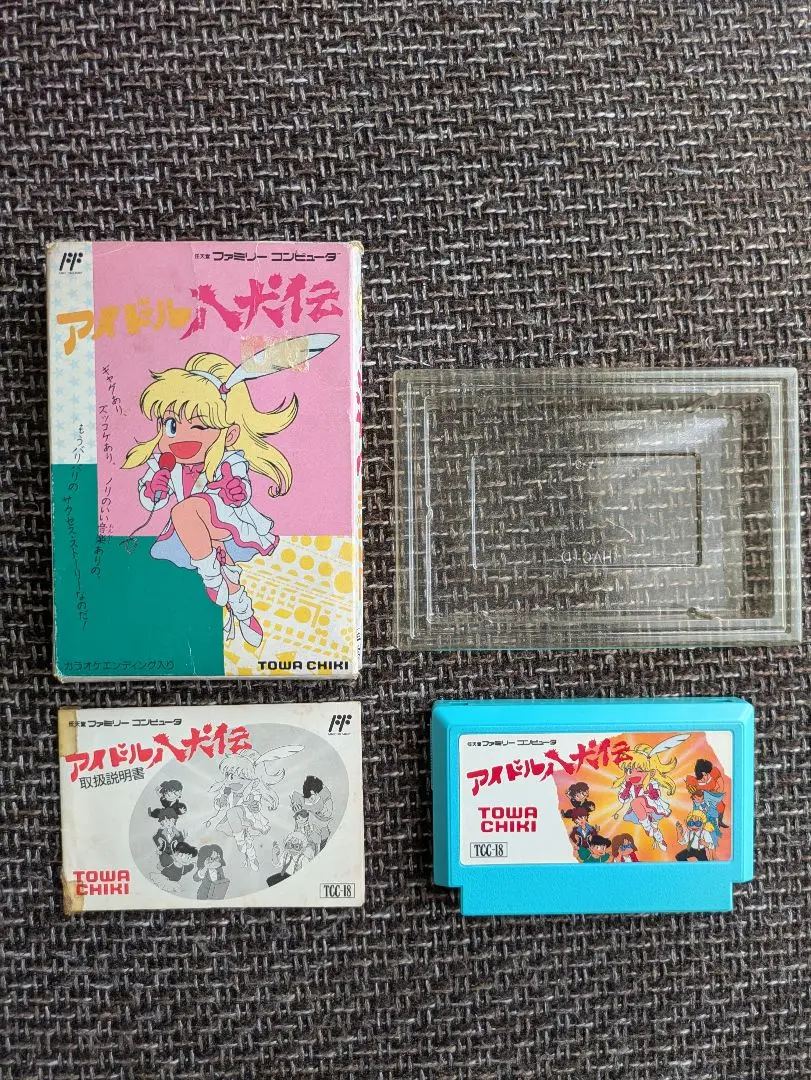 任天堂 ファミリー コンピュータ
アイドル八犬伝
ギャグあり、
ズッコケあり、
ノリのいい音楽ありの、
もうバリバリの
サクセス・ストーリーなのだ!
カラオケエンディング入り
TOWA CHIKI
任天堂 ファミリー コンピュータ
アイドル八犬伝
取扱説明書
TOWA
CHIKI
TCC-18
任天堂 ファミリー コンピュータ
アイドル八犬伝
TOWA
CHIKI
TCC-18